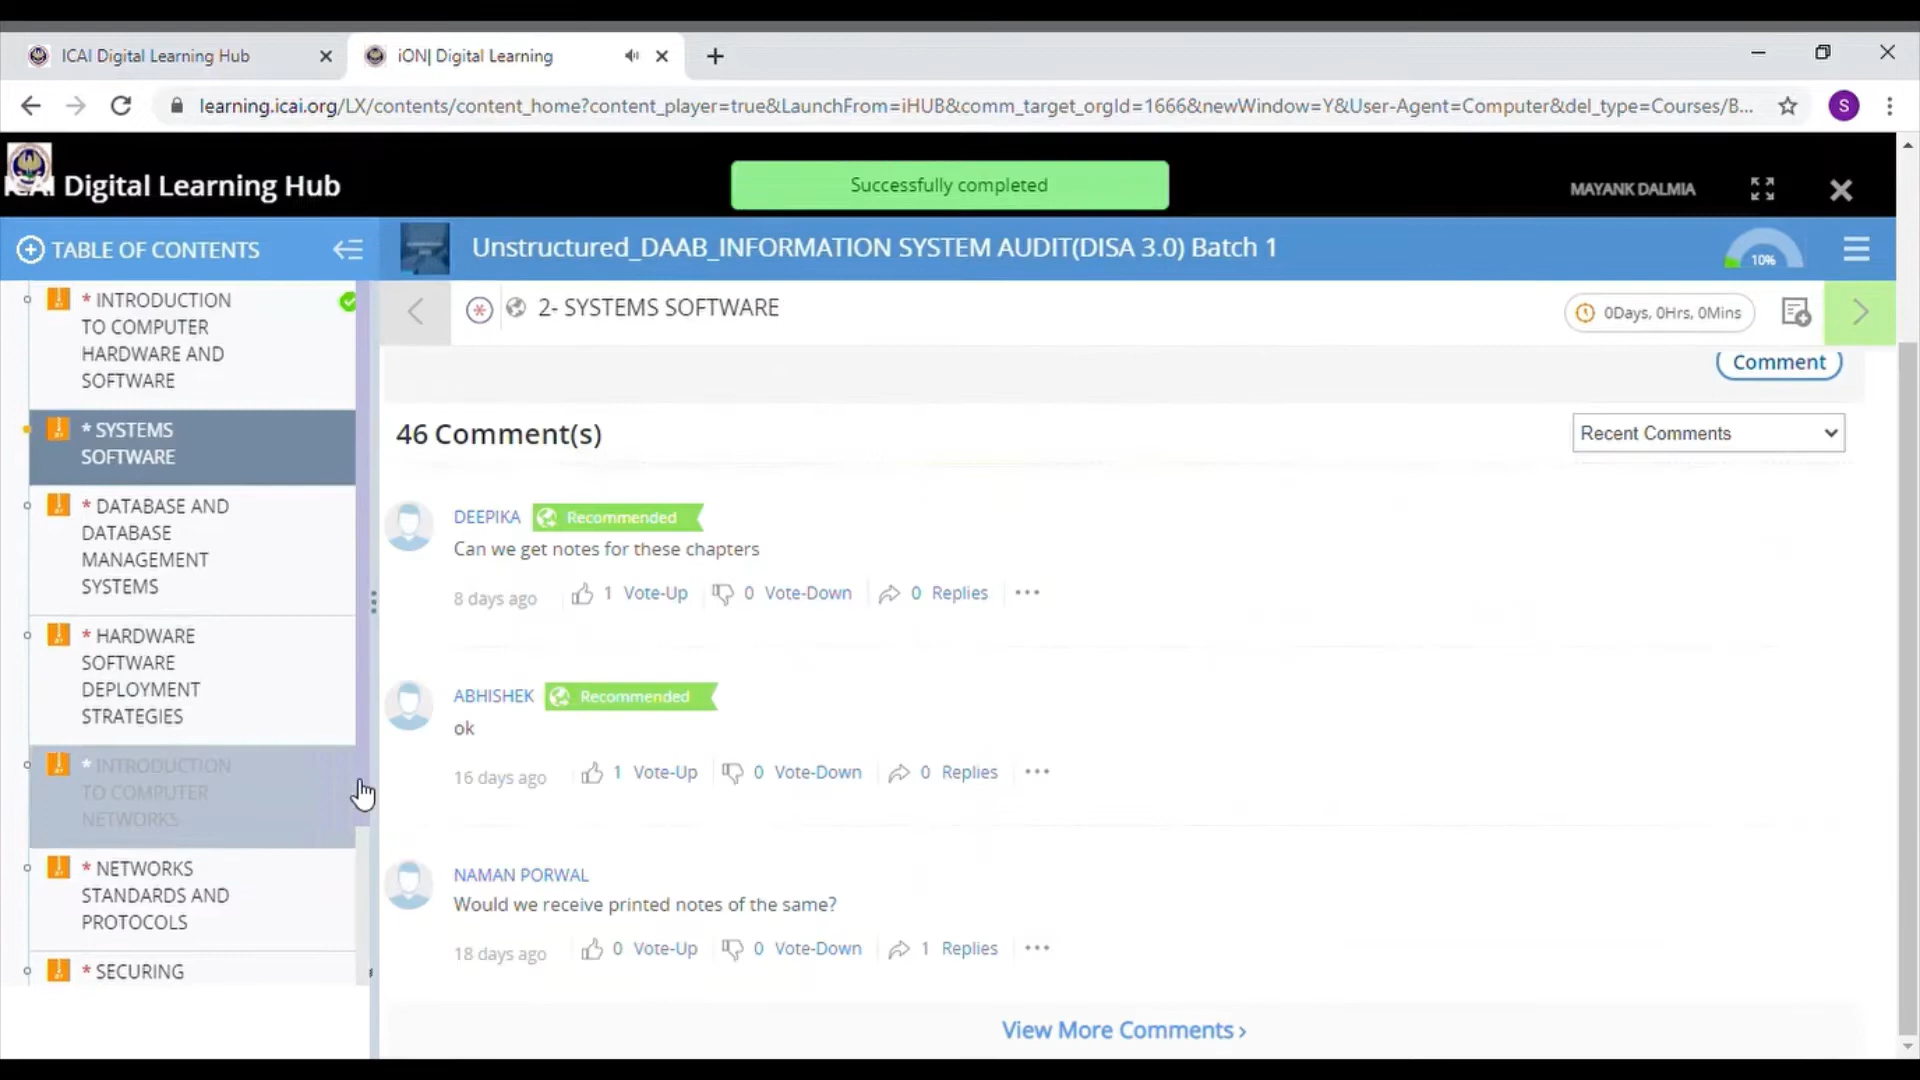 ICAI Digital Learning Hub
iON| Digital Learning
learning.icai.org/LX/contents/content_home?content_player=true&LaunchFrom=iHUB&comm_target_orgId=1666&newWindow=Y&User-Agent=Computer&del_type=Courses/B...
S
ICAI Digital Learning Hub
Successfully completed
MAYANK DALMIA
TABLE OF CONTENTS
Unstructured_DAAB_INFORMATION SYSTEM AUDIT(DISA 3.0) Batch 1
10%
* INTRODUCTION
TO COMPUTER
HARDWARE AND
SOFTWARE
* SYSTEMS
SOFTWARE
* DATABASE AND
DATABASE
MANAGEMENT
SYSTEMS
* HARDWARE
SOFTWARE
DEPLOYMENT
STRATEGIES
* INTRODUCTION
TO COMPUTER
NETWORKS
* NETWORKS
STANDARDS AND
PROTOCOLS
* SECURING
2- SYSTEMS SOFTWARE
0Days, 0Hrs, 0Mins
Comment
46 Comment(s)
Recent Comments
DEEPIKA Recommended
Can we get notes for these chapters
8 days ago 1 Vote-Up 0 Vote-Down 0 Replies
ABHISHEK Recommended
ok
16 days ago 1 Vote-Up 0 Vote-Down 0 Replies
NAMAN PORWAL
Would we receive printed notes of the same?
18 days ago 0 Vote-Up 0 Vote-Down 1 Replies
View More Comments ›